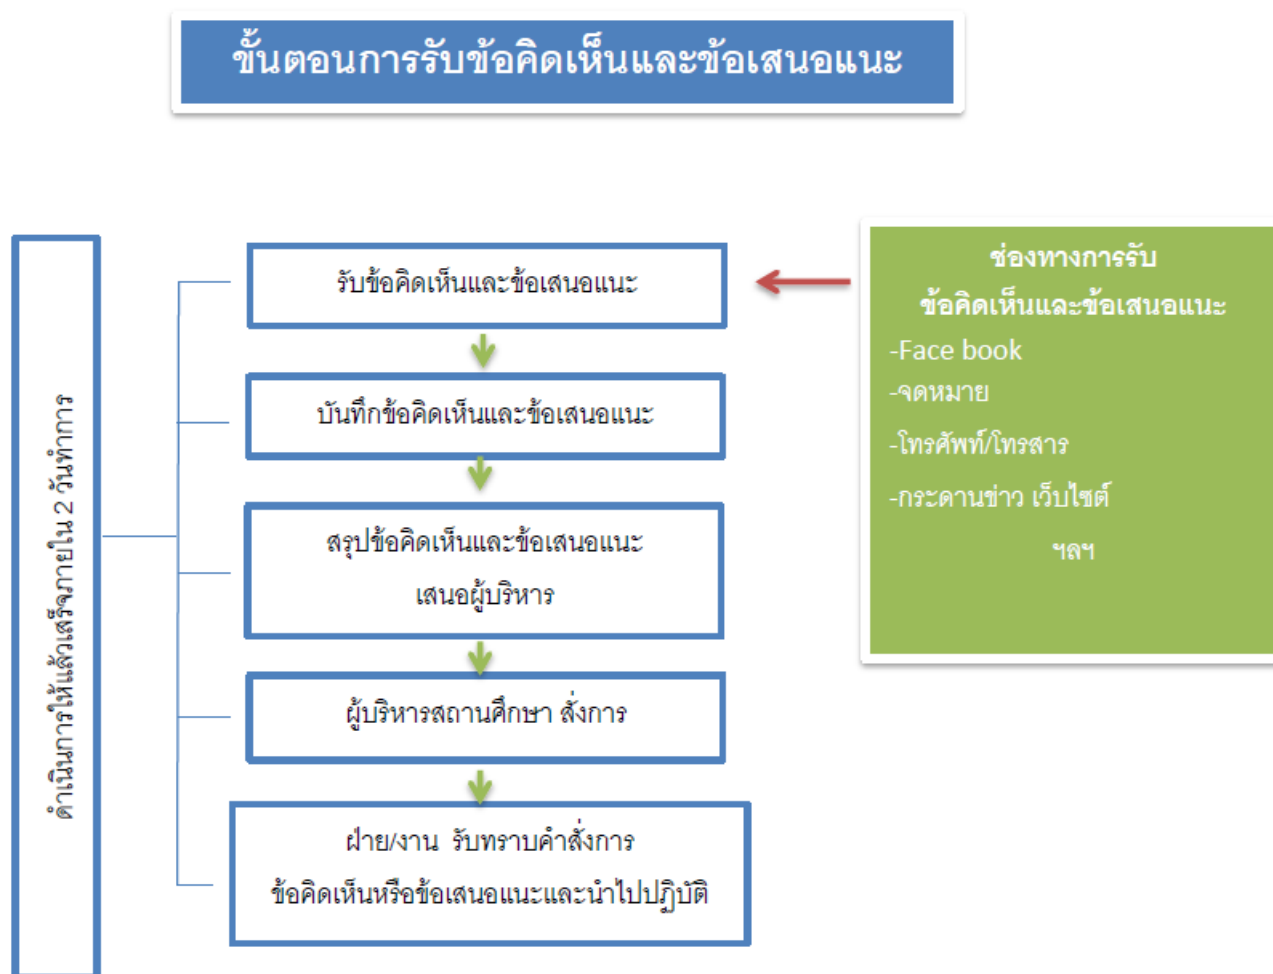 ขั้นตอนการรับข้อคิดเห็นและข้อเสนอแนะ
ดำเนินการให้แล้วเสร็จภายใน 2 วันทำการ
รับข้อคิดเห็นและข้อเสนอแนะ
บันทึกข้อคิดเห็นและข้อเสนอแนะ
สรุปข้อคิดเห็นและข้อเสนอแนะ
เสนอผู้บริหาร
ผู้บริหารสถานศึกษา สั่งการ
ฝ่าย/งาน รับทราบคำสั่งการ
ข้อคิดเห็นหรือข้อเสนอแนะและนำไปปฏิบัติ
ช่องทางการรับ
ข้อคิดเห็นและข้อเสนอแนะ
-Face book
-จดหมาย
-โทรศัพท์/โทรสาร
-กระดานข่าว เว็บไซต์
ฯลฯ